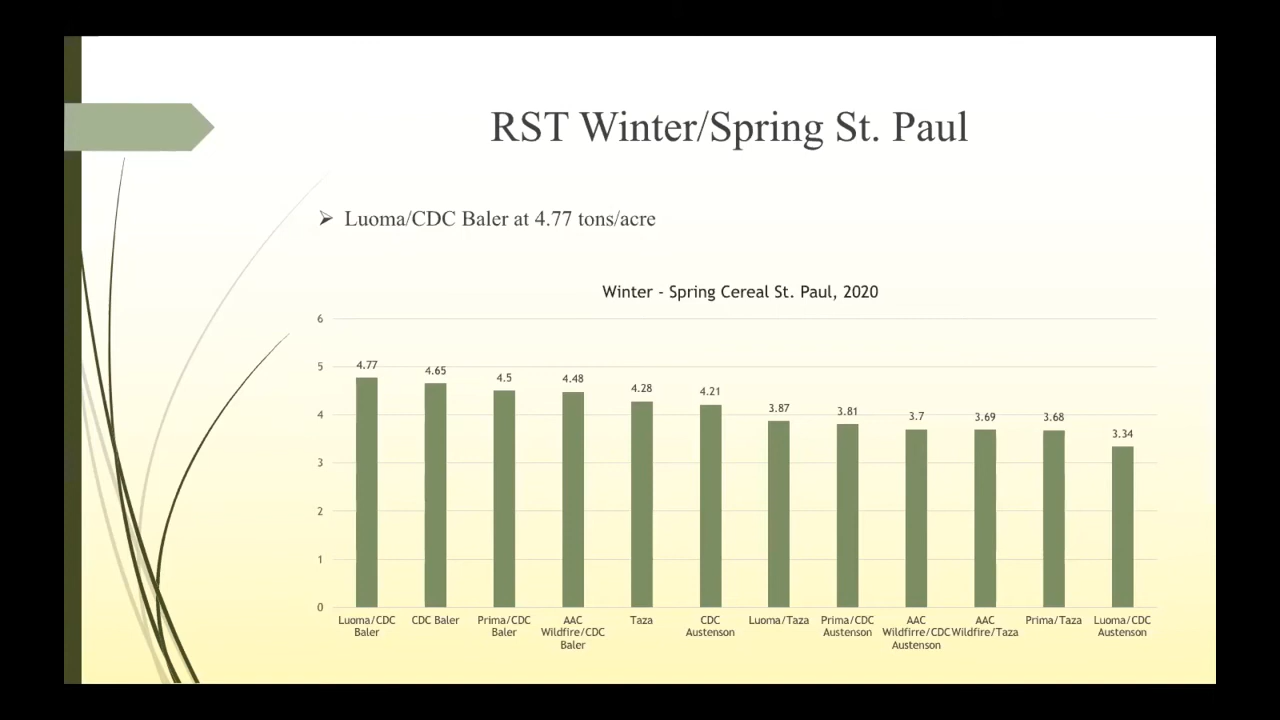 RST Winter/Spring St. Paul
Luoma/CDC Baler at 4.77 tons/acre
Winter - Spring Cereal St. Paul, 2020
6
5
4
3
2
1
0
4.77
4.65
4.5
4.48
4.28
4.21
3.87
3.81
3.7
3.69
3.68
3.34
Luoma/CDC
Baler
CDC Baler
Prima/CDC
Baler
AAC
Wildfire/CDC
Baler
Taza
CDC
Austenson
Luoma/Taza
Prima/CDC
Austenson
AAC
Wildfirre/CDC
Austenson
AAC
Wildfire/Taza
Prima/Taza
Luoma/CDC
Austenson